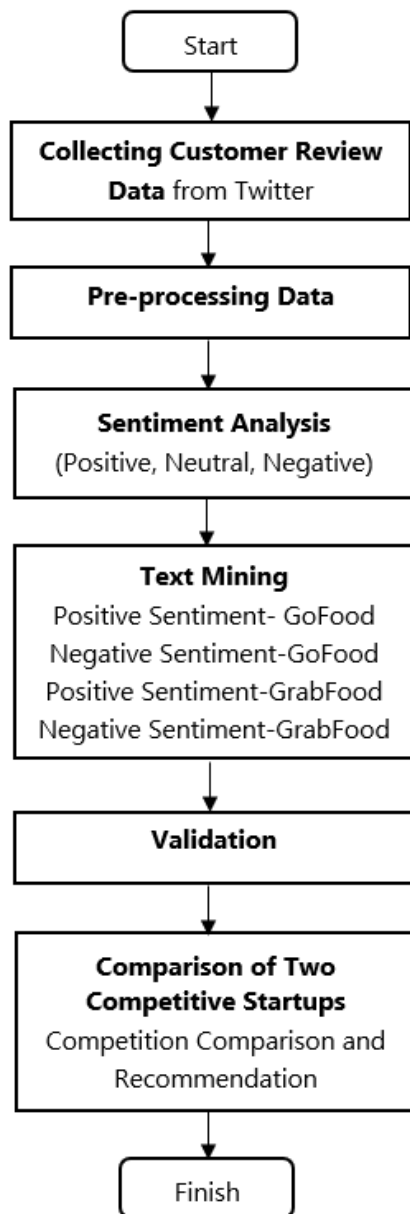 Start
Collecting Customer Review
Data from Twitter
Pre-processing Data
Sentiment Analysis
(Positive, Neutral, Negative)
Text Mining
Positive Sentiment- GoFood
Negative Sentiment-GoFood
Positive Sentiment-GrabFood
Negative Sentiment-GrabFood
Validation
Comparison of Two
Competitive Startups
Competition Comparison and
Recommendation
Finish